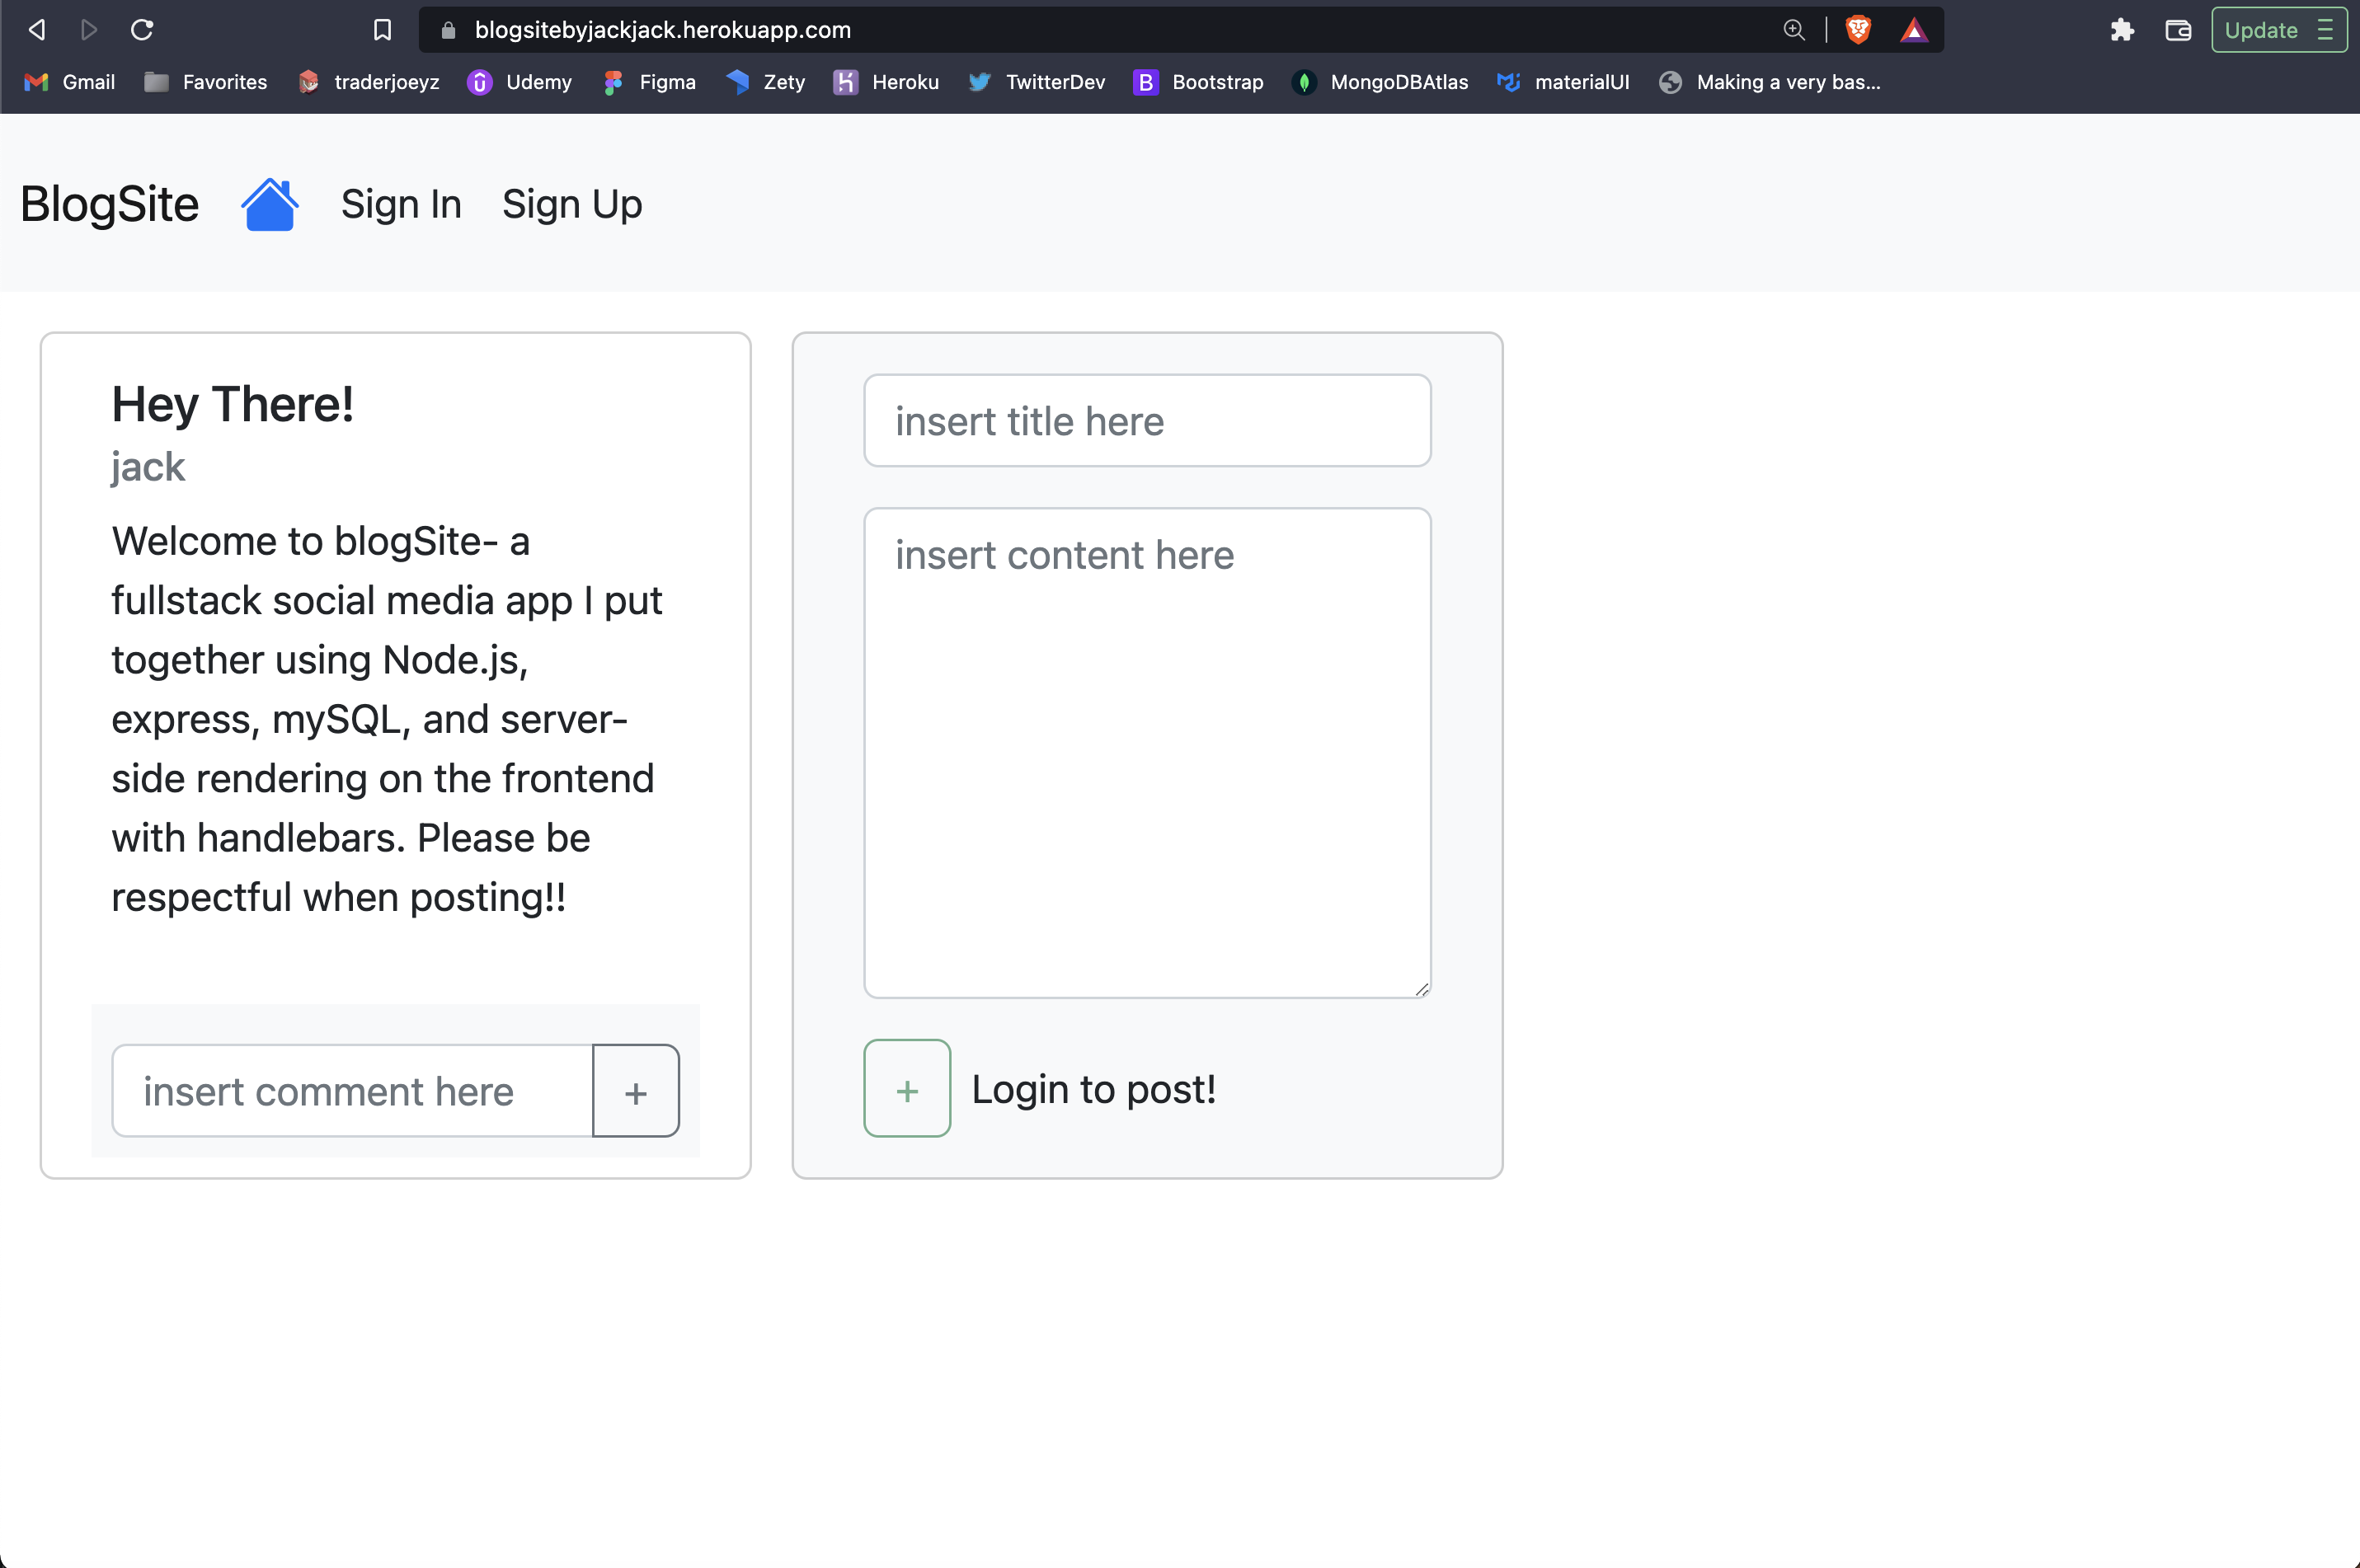 blogsitebyjackjack.herokuapp.com
Update
Gmail Favorites traderjoeyz Udemy Figma Zety Heroku TwitterDev Bootstrap MongoDBAtlas materialUI Making a very bas...
BlogSite Sign In Sign Up
Hey There!
jack
Welcome to blogSite- a
fullstack social media app I put
together using Node.js,
express, mySQL, and server-
side rendering on the frontend
with handlebars. Please be
respectful when posting!!
insert comment here +
insert title here
insert content here
+ Login to post!